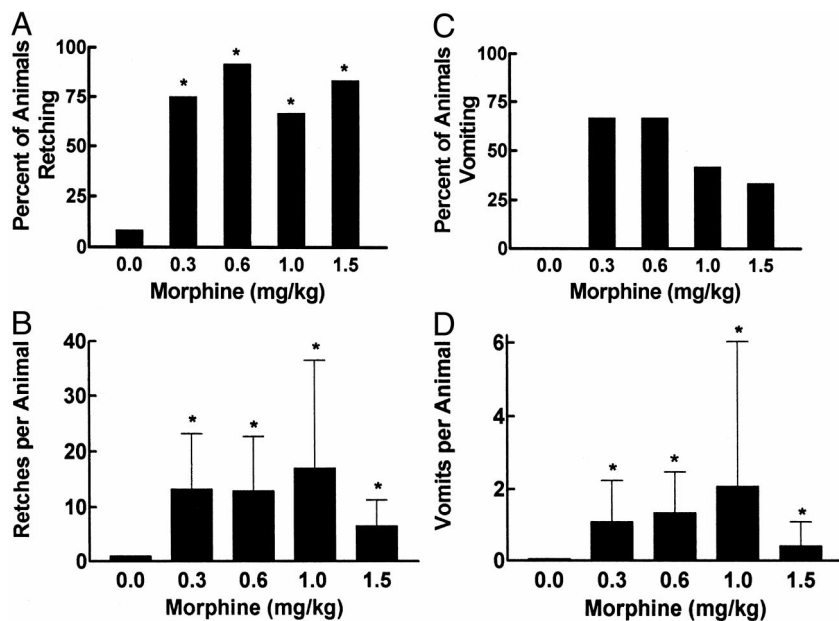 A
Percent of Animals
Retching
100
75
50
25
0
*
*
*
*
0.0 0.3 0.6 1.0 1.5
Morphine (mg/kg)
C
Percent of Animals
Vomiting
100
75
50
25
0
0.0 0.3 0.6 1.0 1.5
Morphine (mg/kg)
B
Retches per Animal
40
30
20
10
0
*
*
*
*
0.0 0.3 0.6 1.0 1.5
Morphine (mg/kg)
D
Vomits per Animal
6
4
2
0
*
*
*
*
0.0 0.3 0.6 1.0 1.5
Morphine (mg/kg)